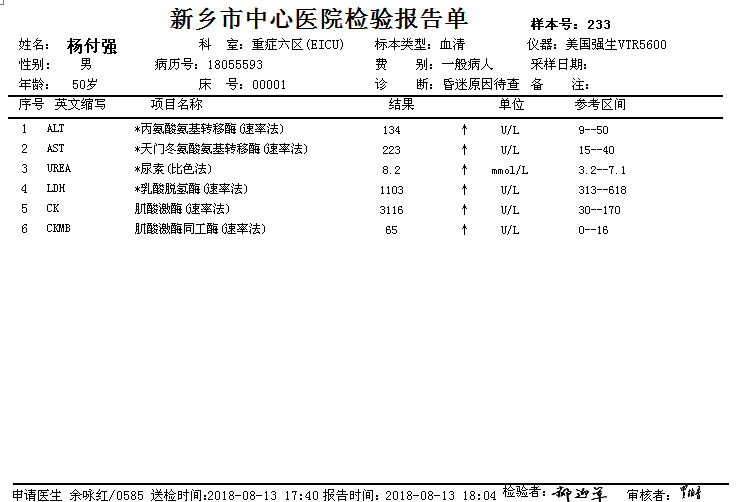 新乡市中心医院检验报告单 样本号：233
姓名： 杨付强 科 室：重症六区(EICU) 标本类型：血清 仪器：美国强生VTR5600
性别： 男 病历号：18055593 费 别：一般病人 采样日期：
年龄： 50岁 床 号：00001 诊 断：昏迷原因待查 备 注：
序号 英文缩写 项目名称 结果 单位 参考区间
1 ALT *丙氨酸氨基转移酶(速率法) 134 ↑ U/L 9--50
2 AST *天门冬氨酸氨基转移酶(速率法) 223 ↑ U/L 15--40
3 UREA *尿素(比色法) 8.2 ↑ mmol/L 3.2--7.1
4 LDH *乳酸脱氢酶(速率法) 1103 ↑ U/L 313--618
5 CK 肌酸激酶(速率法) 3116 ↑ U/L 30--170
6 CKMB 肌酸激酶同工酶(速率法) 65 ↑ U/L 0--16
申请医生 余咏红/0585 送检时间:2018-08-13 17:40 报告时间: 2018-08-13 18:04 检验者： 审核者：